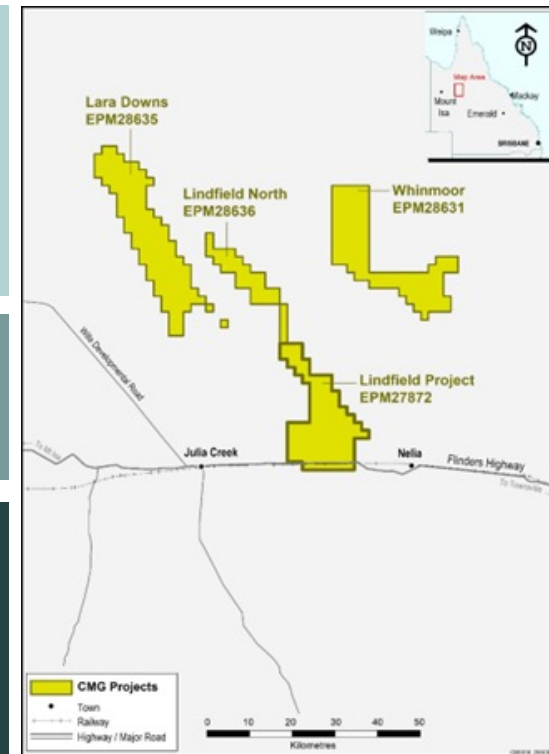 Weipa
N
Map Area
Mount
Isa
Mackay
Emerald
BRISBANE
Lara Downs
EPM28635
Lindfield North
EPM28636
Whinmoor
EPM28631
Wills Developmental Road
Lindfield Project
EPM27872
To Mt Isa
Julia Creek
Nelia
Flinders Highway
To Townsville
CMG Projects
Town
Railway
Highway / Major Road
0 10 20 30 40 50
Kilometres